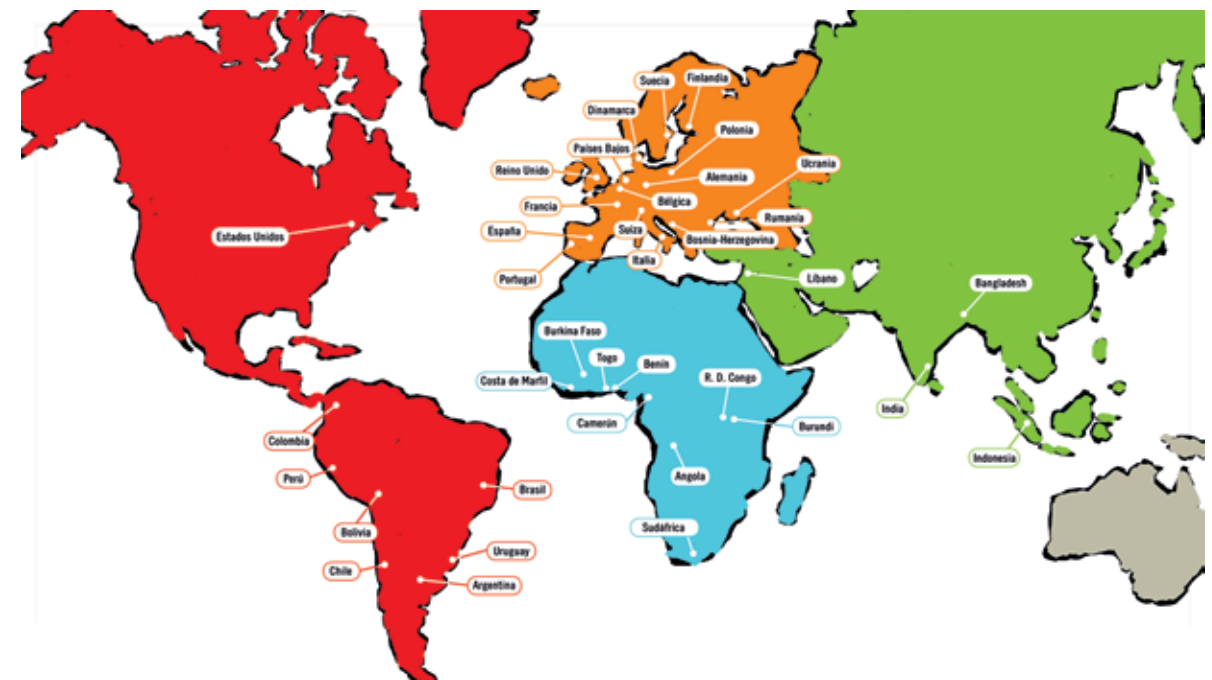 Suecia
Finlandia
Dinamarca
Polonia
Países Bajos
Ucrania
Reino Unido
Alemania
Bélgica
Francia
Rumanía
España
Suiza
Bosnia-Herzegovina
Italia
Portugal
Estados Unidos
Líbano
Bangladesh
Burkina Faso
Togo
Benín
Costa de Marfil
R. D. Congo
Camerún
Burundi
India
Indonesia
Angola
Sudáfrica
Colombia
Perú
Brasil
Bolivia
Uruguay
Chile
Argentina